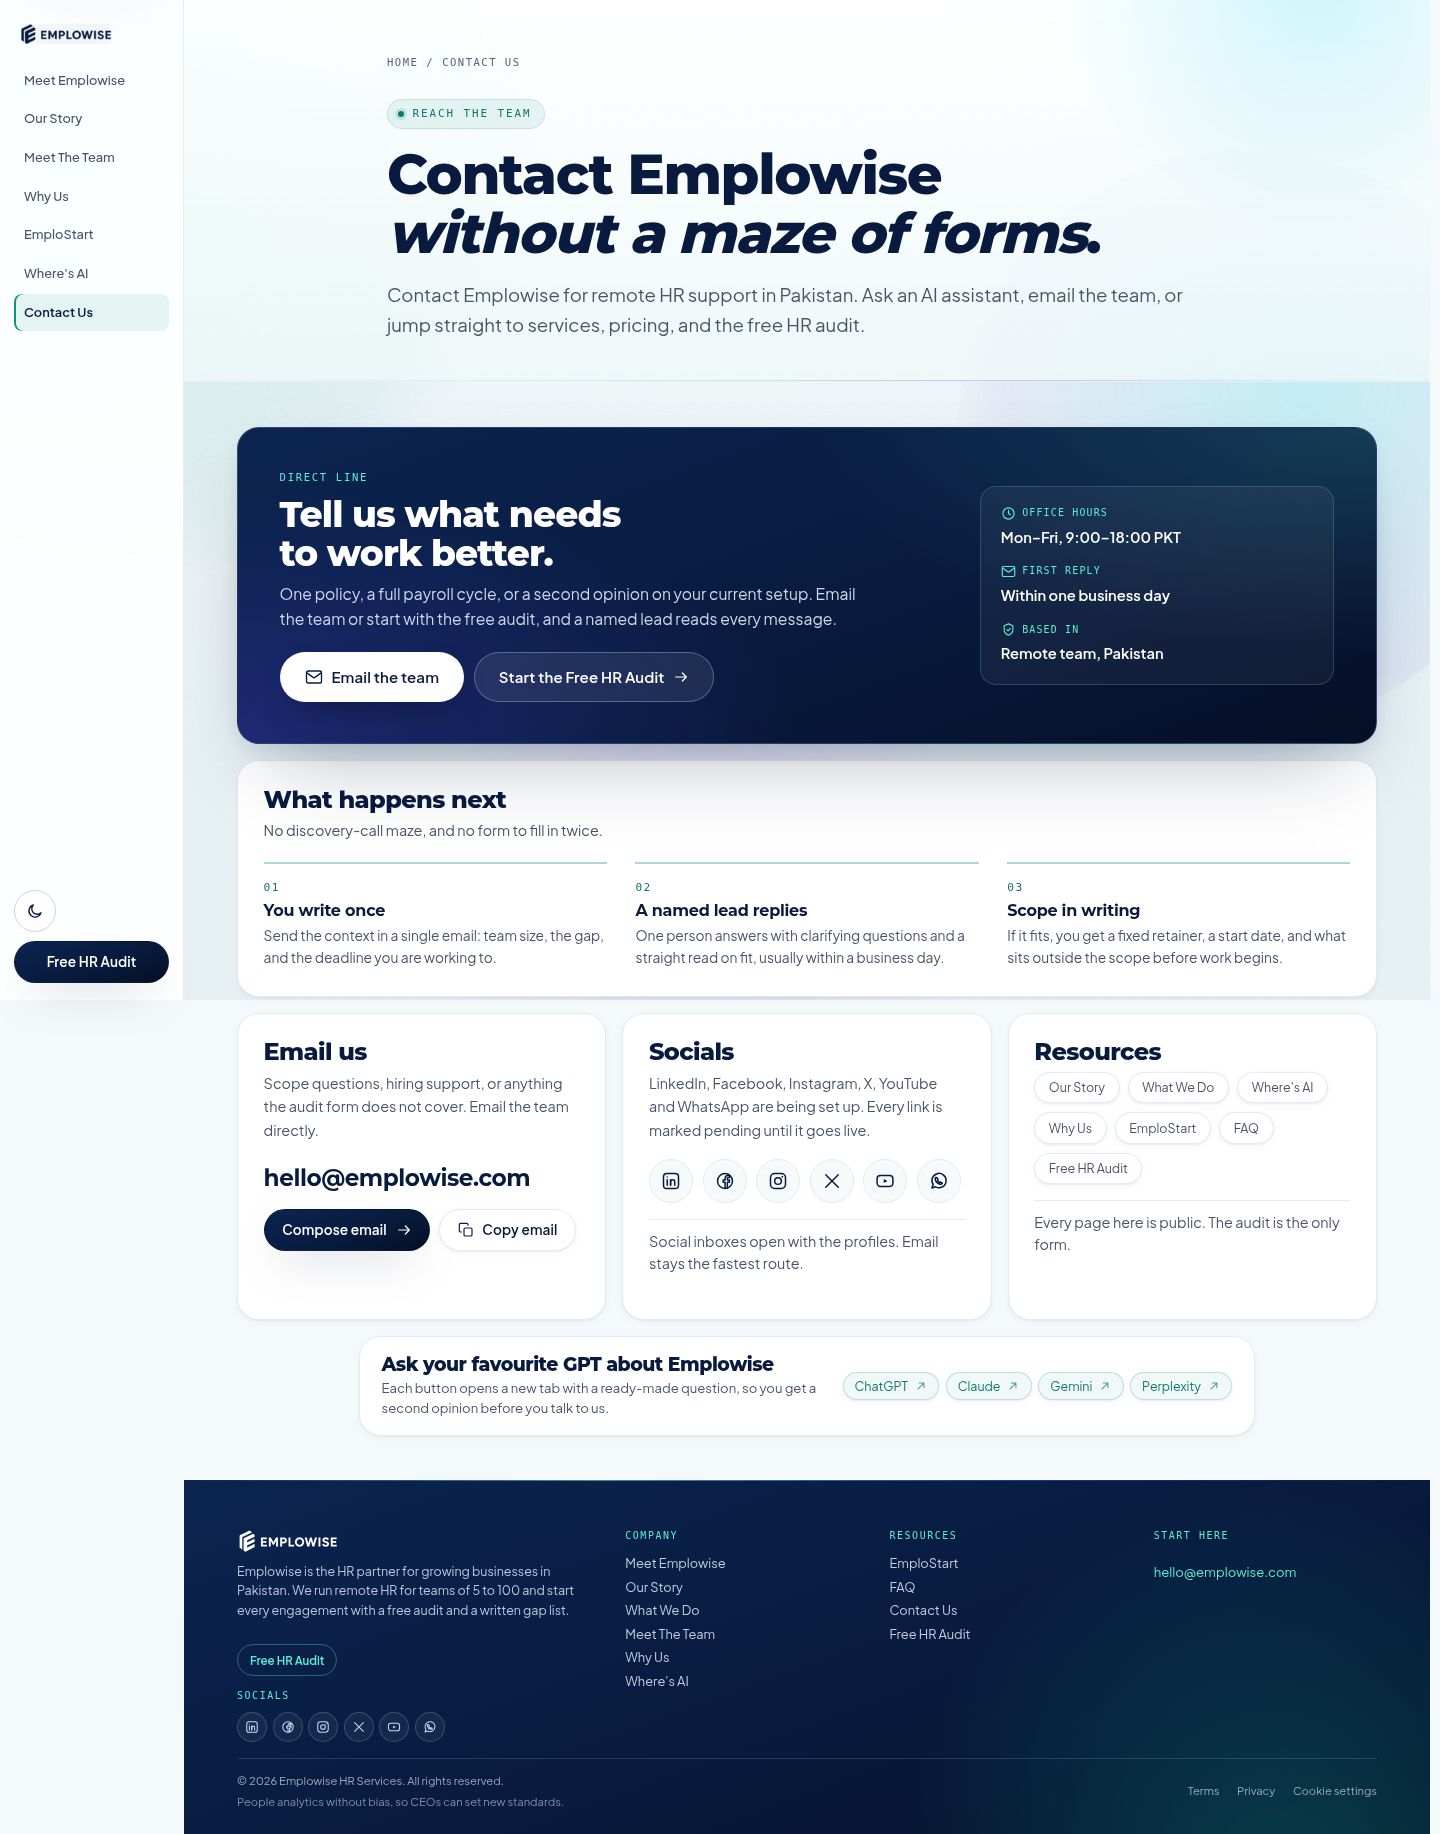 EMPLOWISE
Meet Emplowise
Our Story
Meet The Team
Why Us
EmploStart
Where's AI
Contact Us
Free HR Audit
HOME / CONTACT US
REACH THE TEAM
Contact Emplowise
without a maze of forms.
Contact Emplowise for remote HR support in Pakistan. Ask an AI assistant, email the team, or
jump straight to services, pricing, and the free HR audit.
DIRECT LINE
Tell us what needs
to work better.
One policy, a full payroll cycle, or a second opinion on your current setup. Email
the team or start with the free audit, and a named lead reads every message.
Email the team
Start the Free HR Audit →
OFFICE HOURS
Mon–Fri, 9:00–18:00 PKT
FIRST REPLY
Within one business day
BASED IN
Remote team, Pakistan
What happens next
No discovery-call maze, and no form to fill in twice.
01
You write once
Send the context in a single email: team size, the gap,
and the deadline you are working to.
02
A named lead replies
One person answers with clarifying questions and a
straight read on fit, usually within a business day.
03
Scope in writing
If it fits, you get a fixed retainer, a start date, and what
sits outside the scope before work begins.
Email us
Scope questions, hiring support, or anything
the audit form does not cover. Email the team
directly.
hello@emplowise.com
Compose email →
Copy email
Socials
LinkedIn, Facebook, Instagram, X, YouTube
and WhatsApp are being set up. Every link is
marked pending until it goes live.
Social inboxes open with the profiles. Email
stays the fastest route.
Resources
Our Story
What We Do
Where's AI
Why Us
EmploStart
FAQ
Free HR Audit
Every page here is public. The audit is the only
form.
Ask your favourite GPT about Emplowise
Each button opens a new tab with a ready-made question, so you get a
second opinion before you talk to us.
ChatGPT ↗
Claude ↗
Gemini ↗
Perplexity ↗
EMPLOWISE
Emplowise is the HR partner for growing businesses in
Pakistan. We run remote HR for teams of 5 to 100 and start
every engagement with a free audit and a written gap list.
Free HR Audit
SOCIALS
COMPANY
Meet Emplowise
Our Story
What We Do
Meet The Team
Why Us
Where's AI
RESOURCES
EmploStart
FAQ
Contact Us
Free HR Audit
START HERE
hello@emplowise.com
© 2026 Emplowise HR Services. All rights reserved.
People analytics without bias, so CEOs can set new standards.
Terms
Privacy
Cookie settings